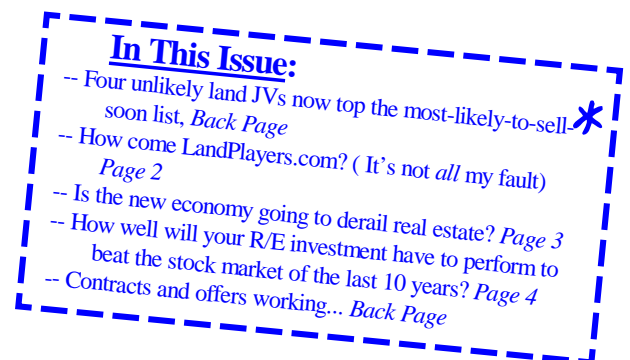 In This Issue:
-- Four unlikely land JVs now top the most-likely-to-sell-
soon list, Back Page
-- How come LandPlayers.com? ( It's not all my fault)
Page 2
-- Is the new economy going to derail real estate? Page 3
-- How well will your R/E investment have to perform to
beat the stock market of the last 10 years? Page 4
-- Contracts and offers working... Back Page